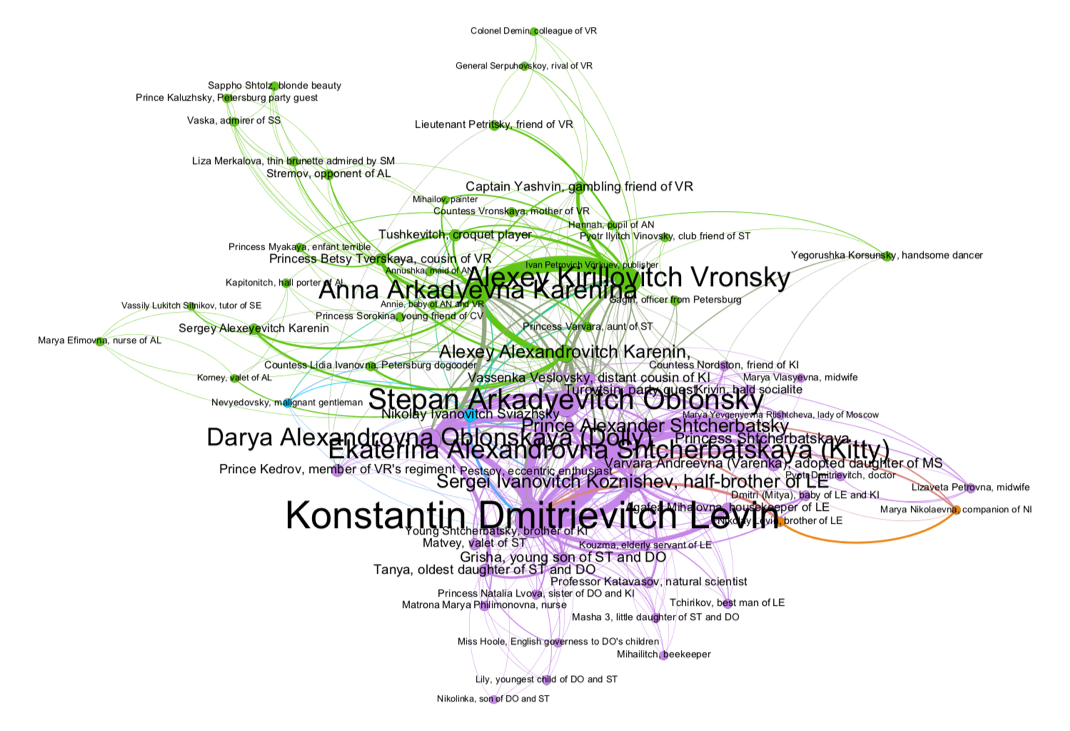 Colonel Demin, colleague of VR
General Serpuhovskoy, rival of VR
Sappho Shtolz, blonde beauty
Prince Kaluzhsky, Petersburg party guest
Vaska, admirer of SS
Lieutenant Petritsky, friend of VR
Liza Merkalova, thin brunette admired by SM
Stremov, opponent of AL
Captain Yashvin, gambling friend of VR
Mihailov, painter
Countess Vronskaya, mother of VR
Hannah, pupil of AN
Tushkevitch, croquet player
Pyotr Ilyitch Vinovsky, club friend of ST
Princess Myakaya, enfant terrible
Yegorushka Korsunsky, handsome dancer
Princess Betsy Tverskaya, cousin of VR
Ivan Petrovich Vorkuev, publisher
Annushka, maid of AN
Alexey Kirillovitch Vronsky
Kapitonitch, hall porter of AL
Anna Arkadyevna Karenina
Gagin, officer from Petersburg
Annie, baby of AN and VR
Vassily Lukitch Sitnikov, tutor of SE
Princess Sorokina, young friend of CV
Sergey Alexeyevitch Karenin
Princess Varvara, aunt of ST
Marya Efimovna, nurse of AL
Alexey Alexandrovitch Karenin,
Countess Lidia Ivanovna, Petersburg dogooder
Countess Nordston, friend of KI
Korney, valet of AL
Vassenka Veslovsky, distant cousin of KI
Marya Vlasyevna, midwife
Turovtsin, party guest
Krivin, bald socialite
Nevyedovsky, malignant gentleman
Stepan Arkadyevitch Oblonsky
Nikolay Ivanovitch Sviazhsky
Marya Yevgenyevna Rtishtcheva, lady of Moscow
Prince Alexander Shtcherbatsky
Darya Alexandrovna Oblonskaya (Dolly)
Princess Shtcherbatskaya
Ekaterina Alexandrovna Shtcherbatskaya (Kitty)
Varvara Andreevna (Varenka), adopted daughter of MS
Prince Kedrov, member of VR's regiment
Pestsov, eccentric enthusiast
Pyotr Dmitrievitch, doctor
Sergei Ivanovitch Koznishev, half-brother of LE
Lizaveta Petrovna, midwife
Dmitri (Mitya), baby of LE and KI
Agafea Mihalovna, housekeeper of LE
Marya Nikolaevna, companion of NI
Konstantin Dmitrievitch Levin
Nikolay Levin, brother of LE
Young Shtcherbatsky, brother of KI
Matvey, valet of ST
Kouzma, elderly servant of LE
Grisha, young son of ST and DO
Tanya, oldest daughter of ST and DO
Professor Katavasov, natural scientist
Princess Natalia Lvova, sister of DO and KI
Matrona Marya Philimonovna, nurse
Tchirikov, best man of LE
Masha 3, little daughter of ST and DO
Miss Hoole, English governess to DO's children
Mihailitch, beekeeper
Lily, youngest child of DO and ST
Nikolinka, son of DO and ST